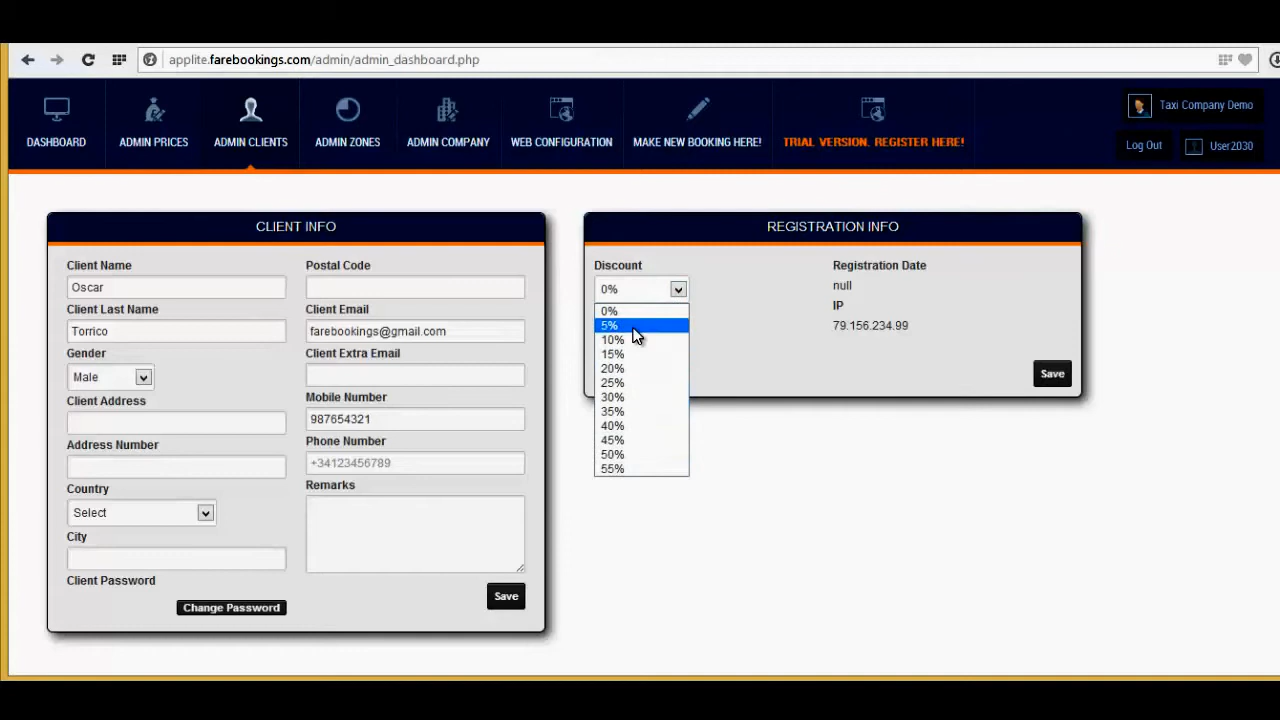 applite.farebookings.com/admin/admin_dashboard.php
DASHBOARD
ADMIN PRICES
ADMIN CLIENTS
ADMIN ZONES
ADMIN COMPANY
WEB CONFIGURATION
MAKE NEW BOOKING HERE!
TRIAL VERSION. REGISTER HERE!
Taxi Company Demo
Log Out
User2030
CLIENT INFO
Client Name
Oscar
Client Last Name
Torrico
Gender
Male
Client Address
Address Number
Country
Select
City
Client Password
Change Password
Postal Code
Client Email
farebookings@gmail.com
Client Extra Email
Mobile Number
987654321
Phone Number
+34123456789
Remarks
Save
REGISTRATION INFO
Discount
0%
0%
5%
10%
15%
20%
25%
30%
35%
40%
45%
50%
55%
Registration Date
null
IP
79.156.234.99
Save